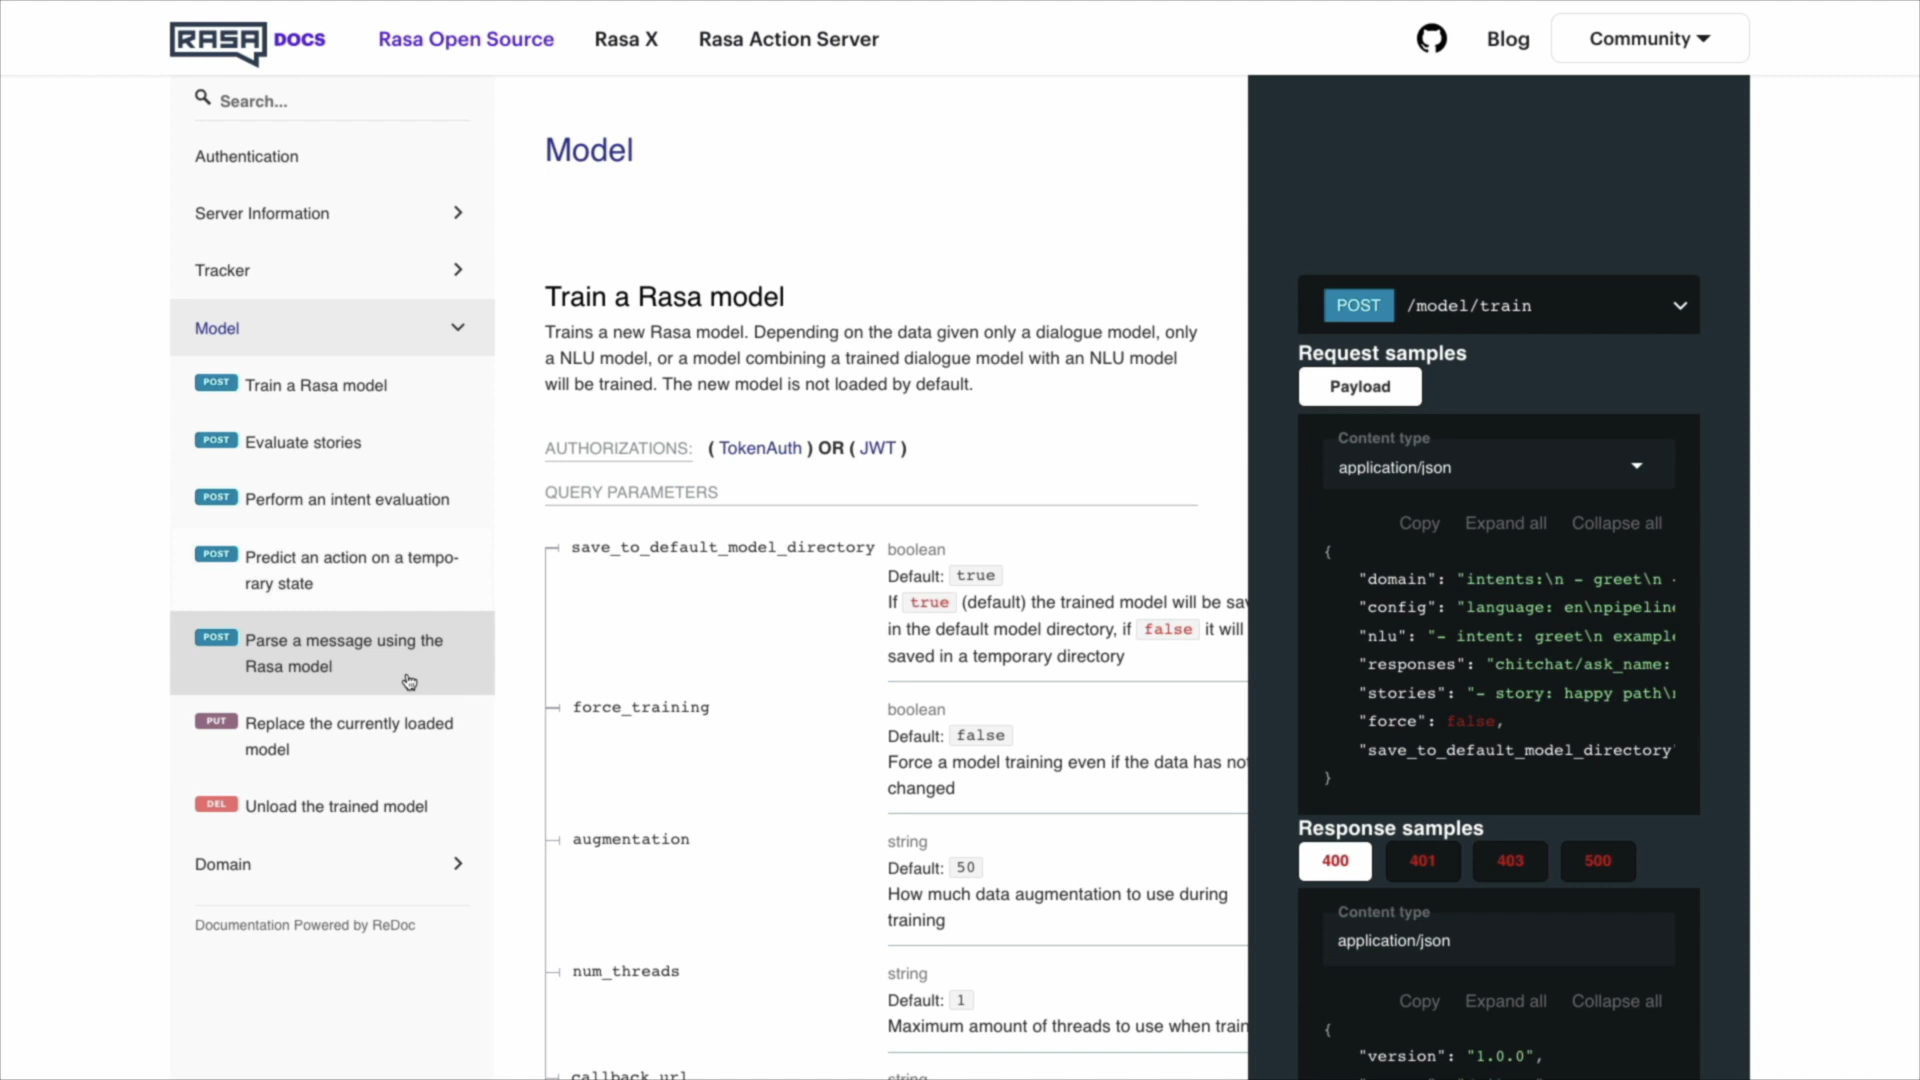 RASA DOCS
Rasa Open Source
Rasa X
Rasa Action Server
Blog
Community
Search...
Authentication
Server Information
Tracker
Model
POST Train a Rasa model
POST Evaluate stories
POST Perform an intent evaluation
POST Predict an action on a tempo-
rary state
POST Parse a message using the
Rasa model
PUT Replace the currently loaded
model
DEL Unload the trained model
Domain
Documentation Powered by ReDoc
Model
Train a Rasa model
Trains a new Rasa model. Depending on the data given only a dialogue model, only
a NLU model, or a model combining a trained dialogue model with an NLU model
will be trained. The new model is not loaded by default.
AUTHORIZATIONS: ( TokenAuth ) OR ( JWT )
QUERY PARAMETERS
save_to_default_model_directory boolean
Default: true
If true (default) the trained model will be sav
in the default model directory, if false it will
saved in a temporary directory
force_training boolean
Default: false
Force a model training even if the data has no
changed
augmentation string
Default: 50
How much data augmentation to use during
training
num_threads string
Default: 1
Maximum amount of threads to use when train
callback_url string
POST /model/train
Request samples
Payload
Content type
application/json
Copy Expand all Collapse all
{
"domain": "intents:\n - greet\n -
"config": "language: en\npipeline
"nlu": "- intent: greet\n example
"responses": "chitchat/ask_name:
"stories": "- story: happy path\n
"force": false,
"save_to_default_model_directory"
}
Response samples
400 401 403 500
Content type
application/json
Copy Expand all Collapse all
{
"version": "1.0.0",